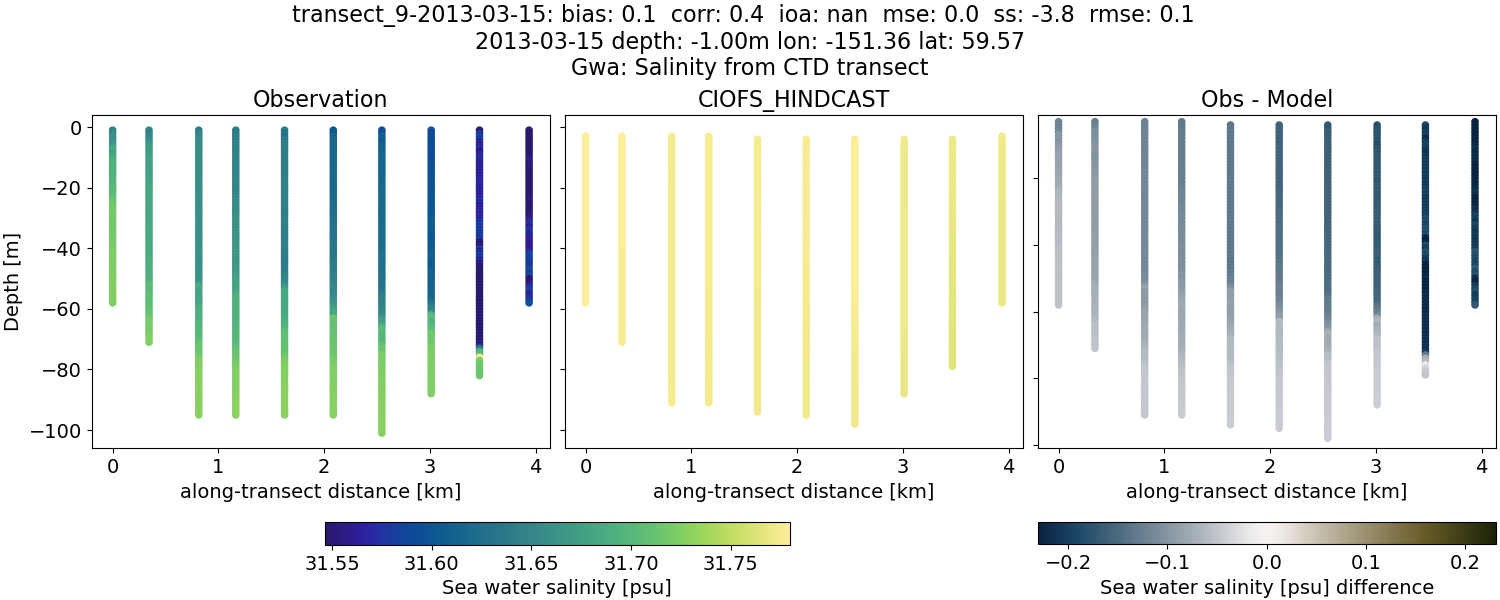 transect_9-2013-03-15: bias: 0.1  corr: 0.4  ioa: nan  mse: 0.0  ss: -3.8  rmse: 0.1
2013-03-15 depth: -1.00m lon: -151.36 lat: 59.57
Gwa: Salinity from CTD transect
Observation
CIOFS_HINDCAST
Obs - Model
Depth [m]
0
−20
−40
−60
−80
−100
0 1 2 3 4
0 1 2 3 4
0 1 2 3 4
along-transect distance [km]
along-transect distance [km]
along-transect distance [km]
31.55 31.60 31.65 31.70 31.75
Sea water salinity [psu]
−0.2 −0.1 0.0 0.1 0.2
Sea water salinity [psu] difference